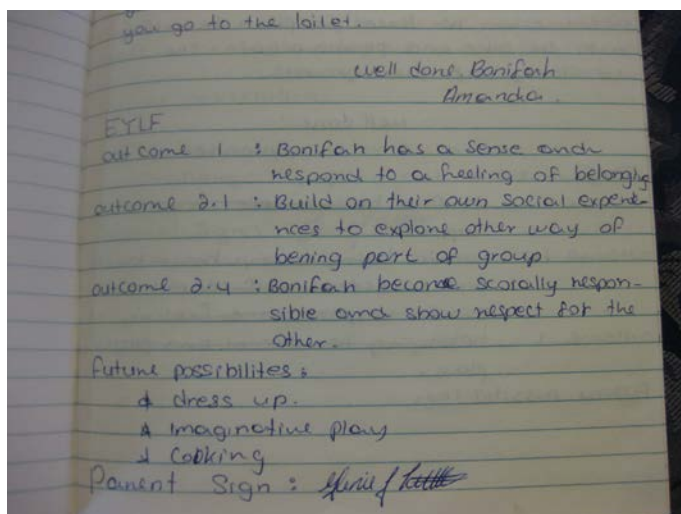 you go to the toilet.
well done Bonifah
Amanda.
EYLF
outcome 1 : Bonifah has a sense and
respond to a feeling of belonging
outcome 2.1 : Build on their own social experie-
nces to explore other way of
bening part of group.
outcome 2.4 : Bonifah become scorally respon-
sible and show respect for the
other.
future possibilites :
dress up.
Imaginative play
Cooking
Parent Sign :